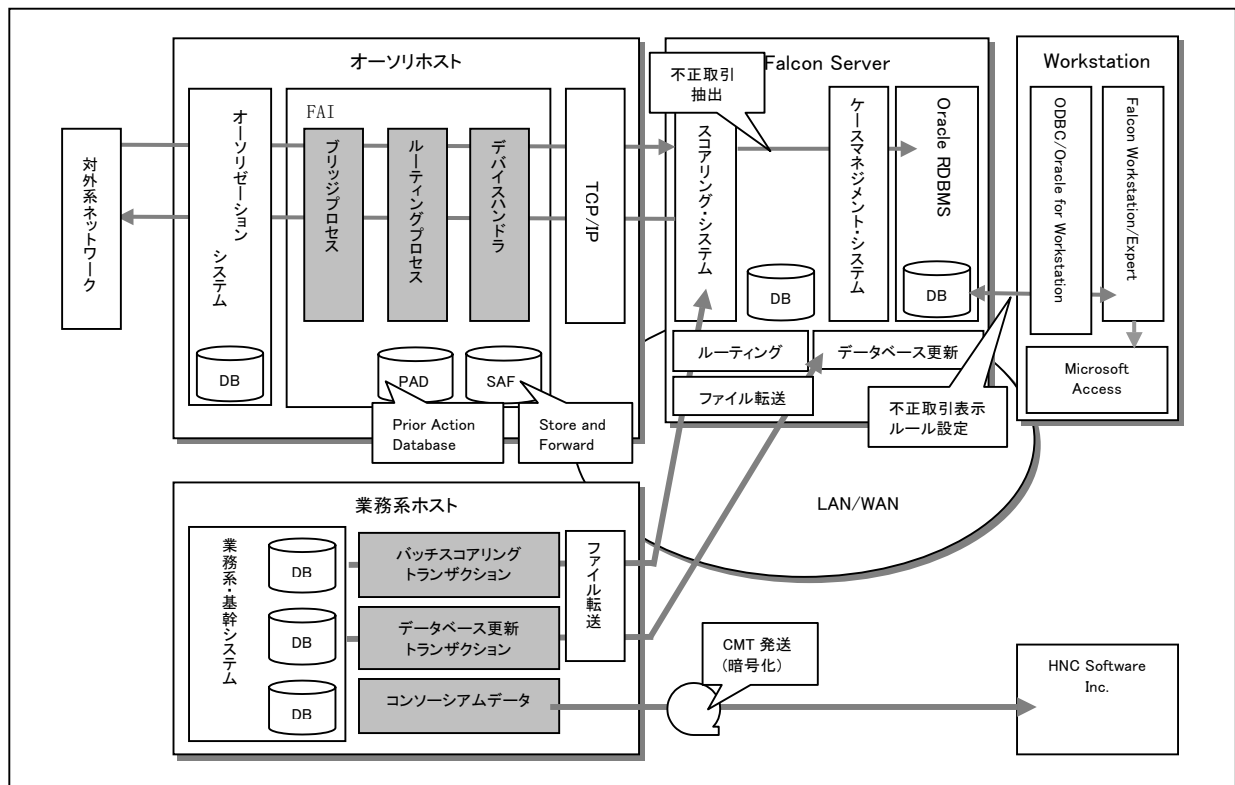 オーソリホスト
対外系ネットワーク
オーソリゼーション
システム
DB
FAI
ブリッジプロセス
ルーティングプロセス
デバイスハンドラ
PAD
SAF
Prior Action
Database
Store and
Forward
TCP/IP
Falcon Server
不正取引
抽出
スコアリング・システム
DB
ケースマネジメント・システム
Oracle RDBMS
DB
ルーティング
データベース更新
ファイル転送
不正取引表示
ルール設定
Workstation
ODBC/Oracle for Workstation
Falcon Workstation/Expert
Microsoft
Access
LAN/WAN
業務系ホスト
業務系・基幹システム
DB
DB
DB
バッチスコアリング
トランザクション
データベース更新
トランザクション
コンソーシアムデータ
ファイル転送
CMT 発送
(暗号化)
HNC Software
Inc.